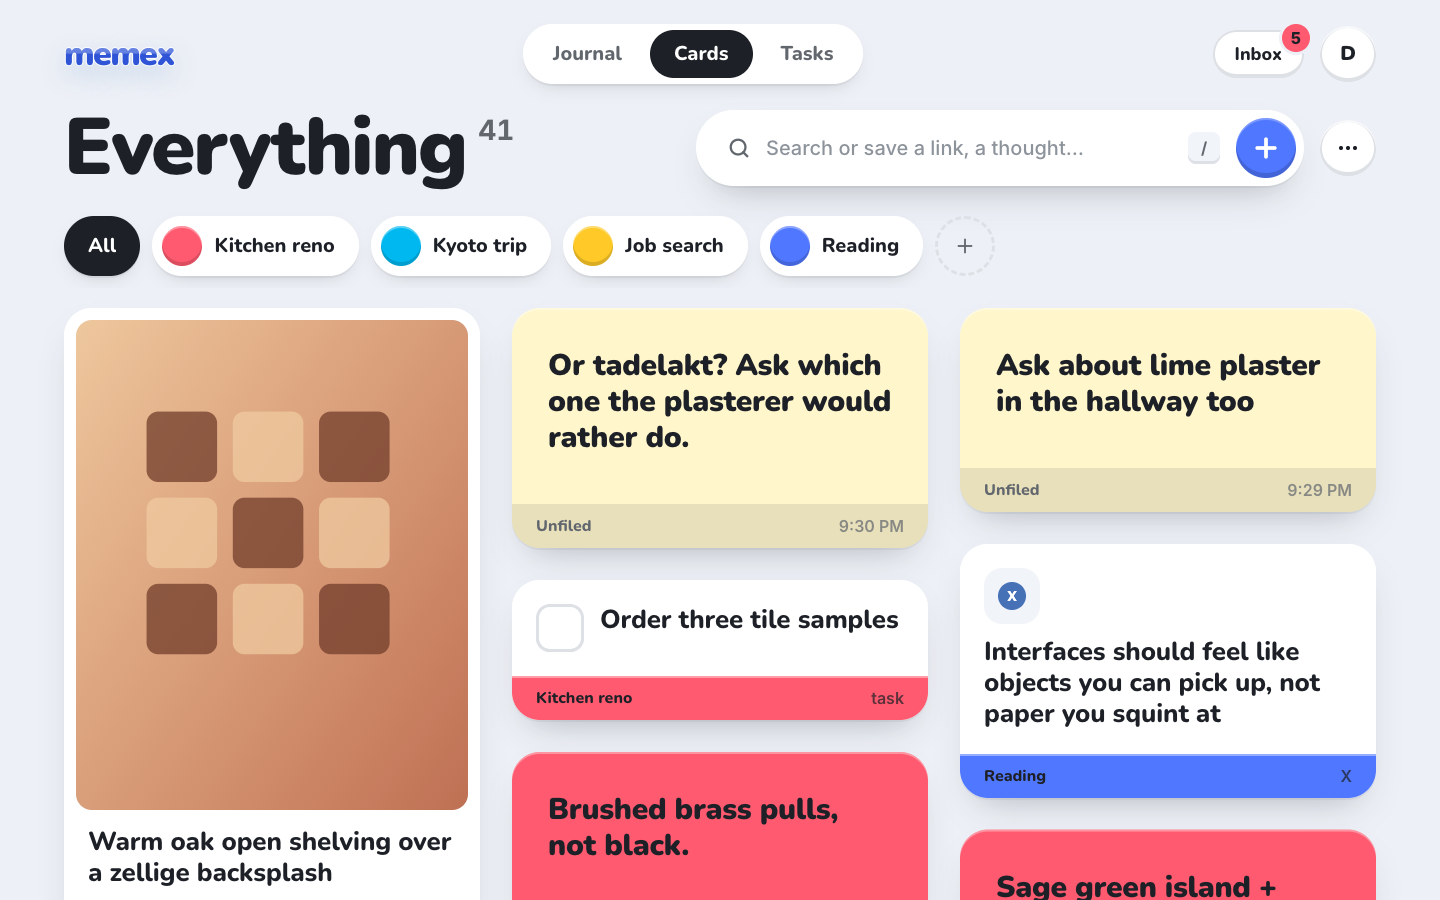 memex
Journal
Cards
Tasks
Inbox
5
D
Everything 41
Search or save a link, a thought...
/
All
Kitchen reno
Kyoto trip
Job search
Reading
Warm oak open shelving over
a zellige backsplash
Or tadelakt? Ask which
one the plasterer would
rather do.
Unfiled
9:30 PM
Order three tile samples
Kitchen reno
task
Brushed brass pulls,
not black.
Ask about lime plaster
in the hallway too
Unfiled
9:29 PM
X
Interfaces should feel like
objects you can pick up, not
paper you squint at
Reading
X
Sage green island +